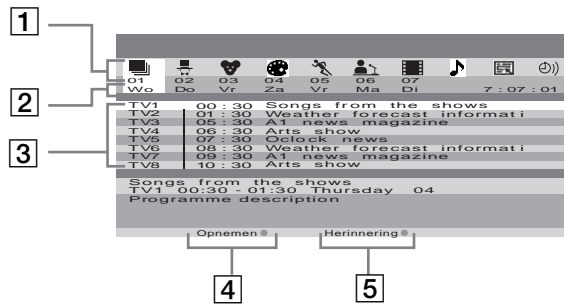 1
01 02 03 04 05 06 07
2
Wo Do Vr Za Vr Ma Di 7 : 07 : 01
TV1 00 : 30 Songs from the shows
TV2 01 : 30 Weather forecast informati
TV3 05 : 30 A1 news magazine
3
TV4 06 : 30 Arts show
TV5 07 : 30 Oclock news
TV6 08 : 30 Weather forecast informati
TV7 09 : 30 A1 news magazine
TV8 10 : 30 Arts show
Songs from the shows
TV1 00:30 - 01:30 Thursday 04
Programme description
Opnemen Herinnering
4 5